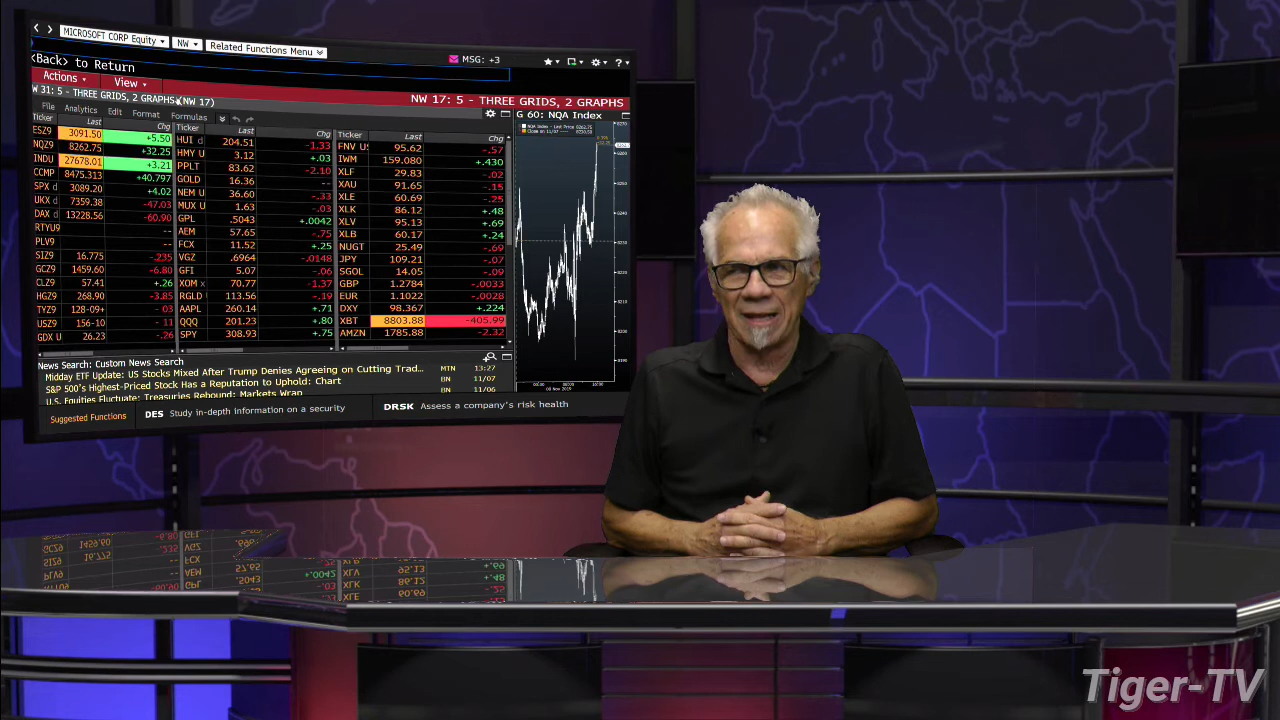 MICROSOFT CORP Equity NW Related Functions Menu
MSG: +3
<Back> to Return
Actions View
W 31: 5 - THREE GRIDS, 2 GRAPHS (NW 17)
NW 17: 5 - THREE GRIDS, 2 GRAPHS
File Analytics Edit Format Formulas
G 60: NQA Index
Ticker Last Chg
ESZ9 3091.50 +5.50
NQZ9 8262.75 +32.25
INDU 27678.01 +3.21
CCMP 8475.313 +40.797
SPX d 3089.20 +4.02
UKX d 7359.38 -47.03
DAX d 13228.56 -60.90
RTYU9 --
PLV9 --
SIZ9 16.775 -.235
GCZ9 1459.60 -6.80
CLZ9 57.41 +.26
HGZ9 268.90 -3.85
TYZ9 128-09+ - 03
USZ9 156-10 - 11
GDX U 26.23 -.26
Ticker Last Chg
HUI d 204.51 -1.33
HMY U 3.12 +.03
PPLT 83.62 -2.10
GOLD 16.36 --
NEM U 36.60 -.33
MUX U 1.63 -.03
GPL .5043 +.0042
AEM 57.65 -.75
FCX 11.52 +.25
VGZ .6964 -.0148
GFI 5.07 -.06
XOM x 70.77 -1.37
RGLD 113.56 -.19
AAPL 260.14 +.71
QQQ 201.23 +.80
SPY 308.93 +.75
Ticker Last Chg
FNV US 95.62 -.57
IWM 159.080 +.430
XLF 29.83 -.02
XAU 91.65 -.15
XLE 60.69 -.25
XLK 86.12 +.48
XLV 95.13 +.69
XLB 60.17 +.24
NUGT 25.49 -.69
JPY 109.21 -.07
SGOL 14.05 -.09
GBP 1.2784 -.0033
EUR 1.1022 -.0028
DXY 98.367 +.224
XBT 8803.88 -405.99
AMZN 1785.88 -2.32
News Search: Custom News Search
Midday ETF Update: US Stocks Mixed After Trump Denies Agreeing on Cutting Trad... MTN 13:27
S&P 500's Highest-Priced Stock Has a Reputation to Uphold: Chart BN 11/07
U.S. Equities Fluctuate; Treasuries Rebound: Markets Wrap BN 11/06
Suggested Functions DES Study in-depth information on a security DRSK Assess a company's risk health
Tiger-TV